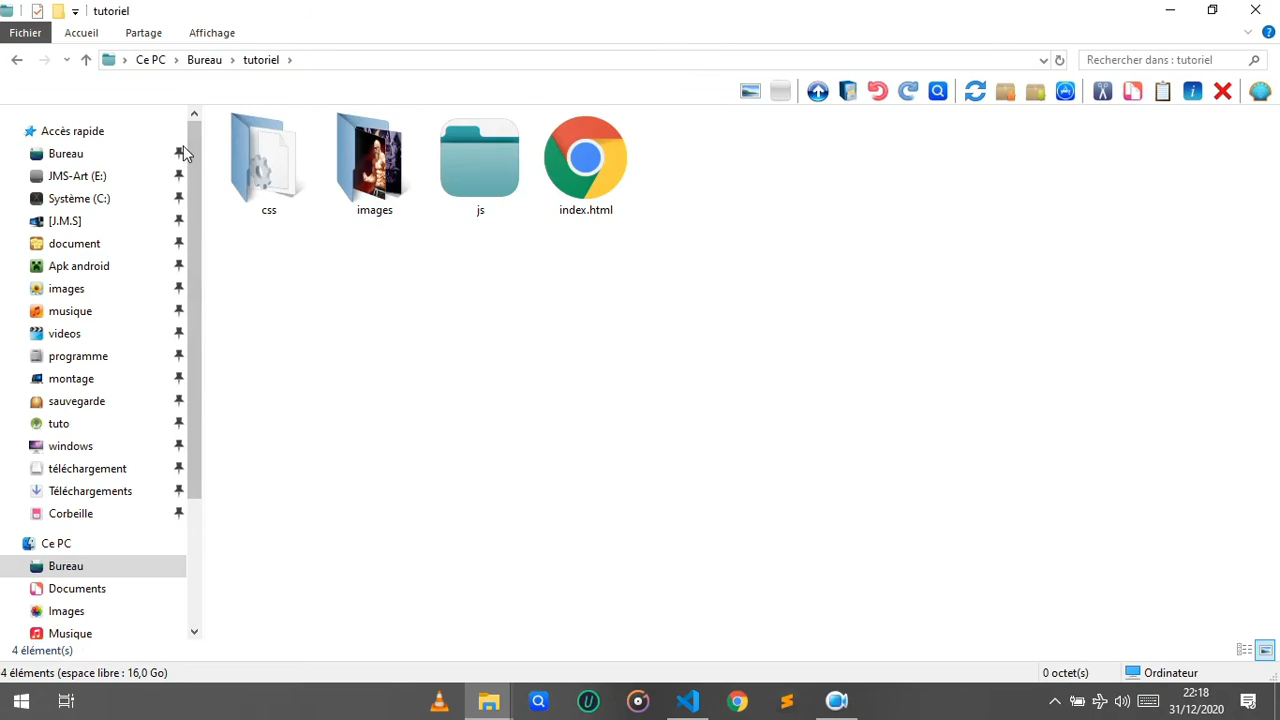 tutoriel
Fichier Accueil Partage Affichage
Ce PC Bureau tutoriel
Rechercher dans : tutoriel
Accès rapide
Bureau
JMS-Art (E:)
Système (C:)
[J.M.S]
document
Apk android
images
musique
videos
programme
montage
sauvegarde
tuto
windows
téléchargement
Téléchargements
Corbeille
Ce PC
Bureau
Documents
Images
Musique
css images js index.html
4 élément(s)
4 éléments (espace libre : 16,0 Go) 0 octet(s) Ordinateur
22:18
31/12/2020